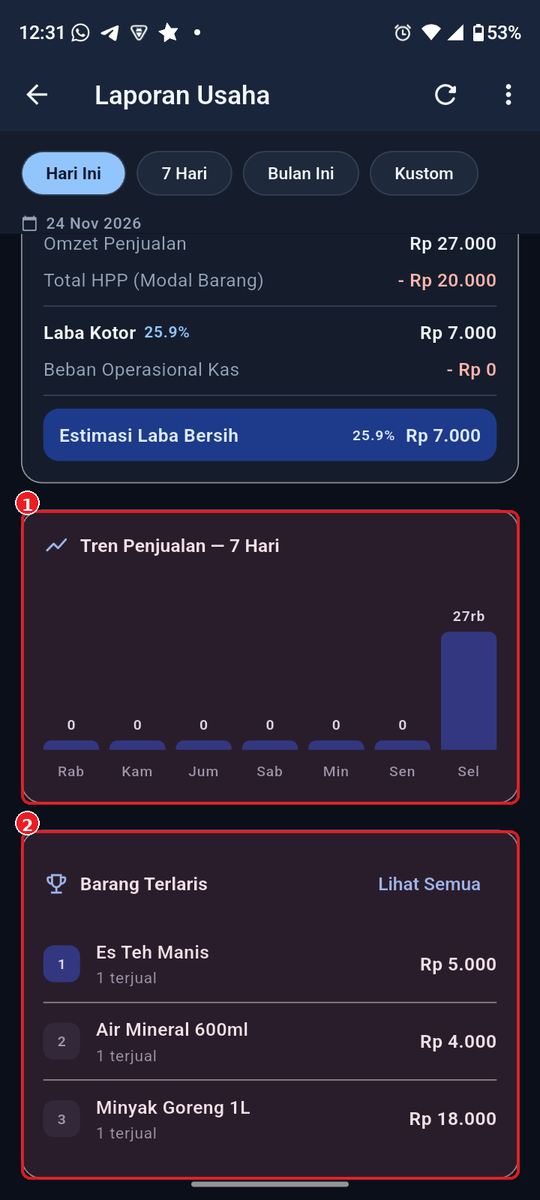 12:31
53%
Laporan Usaha
Hari Ini
7 Hari
Bulan Ini
Kustom
24 Nov 2026
Omzet Penjualan Rp 27.000
Total HPP (Modal Barang) - Rp 20.000
Laba Kotor 25.9% Rp 7.000
Beban Operasional Kas - Rp 0
Estimasi Laba Bersih 25.9% Rp 7.000
1
Tren Penjualan — 7 Hari
27rb
0 0 0 0 0 0
Rab Kam Jum Sab Min Sen Sel
2
Barang Terlaris Lihat Semua
1 Es Teh Manis Rp 5.000
1 terjual
2 Air Mineral 600ml Rp 4.000
1 terjual
3 Minyak Goreng 1L Rp 18.000
1 terjual